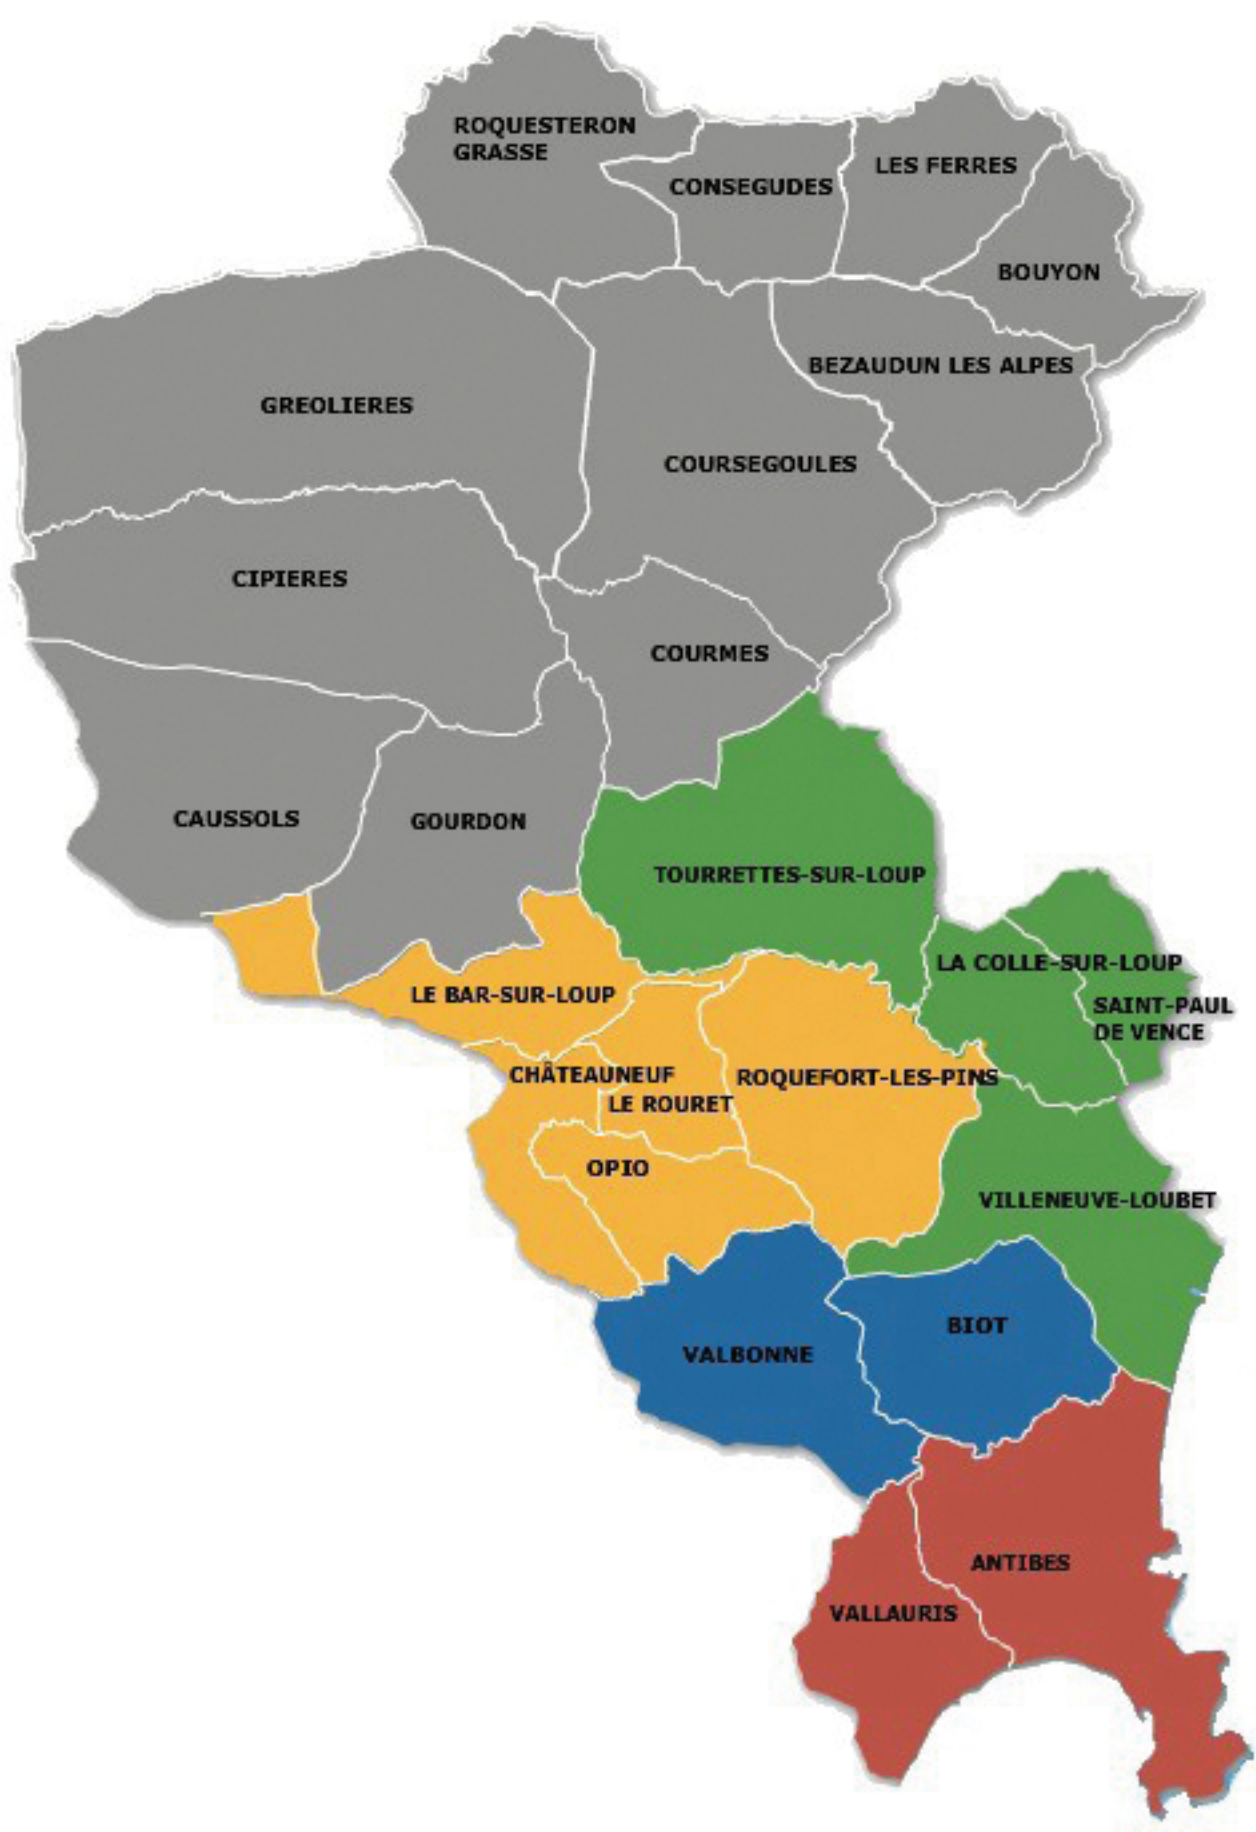 ROQUESTERON
GRASSE
CONSEGUDES
LES FERRES
BOUYON
BEZAUDUN LES ALPES
GREOLIERES
COURSEGOULES
CIPIERES
COURMES
CAUSSOLS
GOURDON
TOURRETTES-SUR-LOUP
LA COLLE-SUR-LOUP
SAINT-PAUL
DE VENCE
LE BAR-SUR-LOUP
CHÂTEAUNEUF
LE ROURET
ROQUEFORT-LES-PINS
OPIO
VILLENEUVE-LOUBET
BIOT
VALBONNE
ANTIBES
VALLAURIS